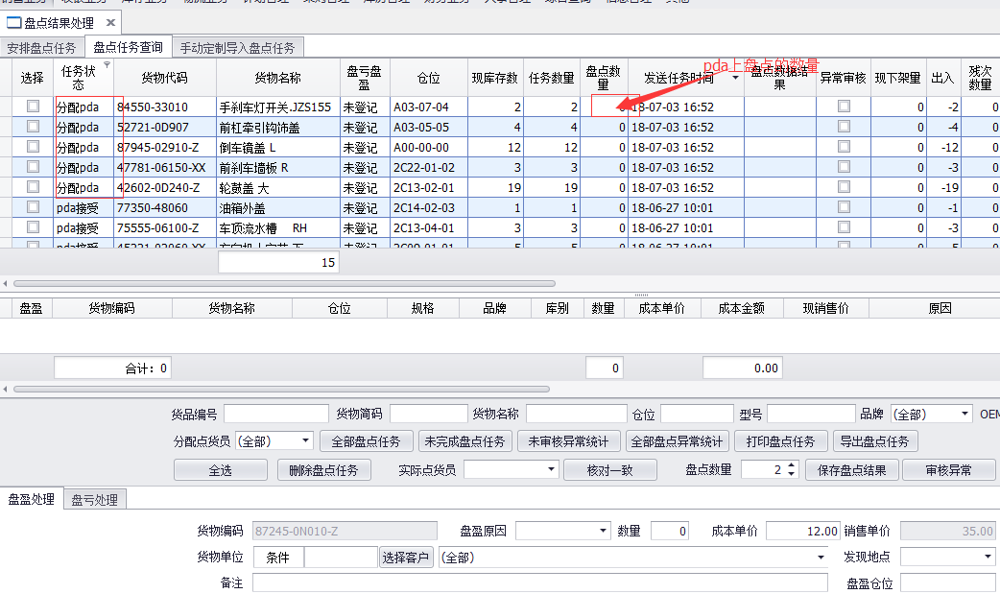 盘点结果处理
安排盘点任务 盘点任务查询 手动定制导入盘点任务
pda上盘点的数量
选择 任务状态 货物代码 货物名称 盘亏盘盈 仓位 现库存数 任务数量 盘点数量 发送任务时间 盘点数据结果 异常审核 现下架量 出入 残次数量
分配pda 84550-33010 手刹车灯开关.JZS155 未登记 A03-07-04 2 2 0 18-07-03 16:52 0 -2 0
分配pda 52721-0D907 前杠牵引钩饰盖 未登记 A03-05-05 4 4 0 18-07-03 16:52 0 -4 0
分配pda 87945-02910-Z 倒车镜盖 L 未登记 A00-00-00 12 12 0 18-07-03 16:52 0 -12 0
分配pda 47781-06150-XX 前刹车墙板 R 未登记 2C22-01-02 3 3 0 18-07-03 16:52 0 -3 0
分配pda 42602-0D240-Z 轮鼓盖 大 未登记 2C13-02-01 19 19 0 18-07-03 16:52 0 -19 0
pda接受 77350-48060 油箱外盖 未登记 2C14-02-03 1 1 0 18-06-27 10:01 0 -1 0
pda接受 75555-06100-Z 车顶流水槽 RH 未登记 2C13-04-01 3 3 0 18-06-27 10:01 0 -3 0
15
盘盈 货物编码 货物名称 仓位 规格 品牌 库别 数量 成本单价 成本金额 现销售价 原因
合计：0 0 0.00
货品编号 货物简码 货物名称 仓位 型号 品牌 (全部) OEM
分配点货员 (全部) 全部盘点任务 未完成盘点任务 未审核异常统计 全部盘点异常统计 打印盘点任务 导出盘点任务
全选 删除盘点任务 实际点货员 核对一致 盘点数量 2 保存盘点结果 审核异常
盘盈处理 盘亏处理
货物编码 87245-0N010-Z 盘盈原因 数量 0 成本单价 12.00 销售单价 35.00
货物单位 条件 选择客户 (全部) 发现地点
备注 盘盈仓位